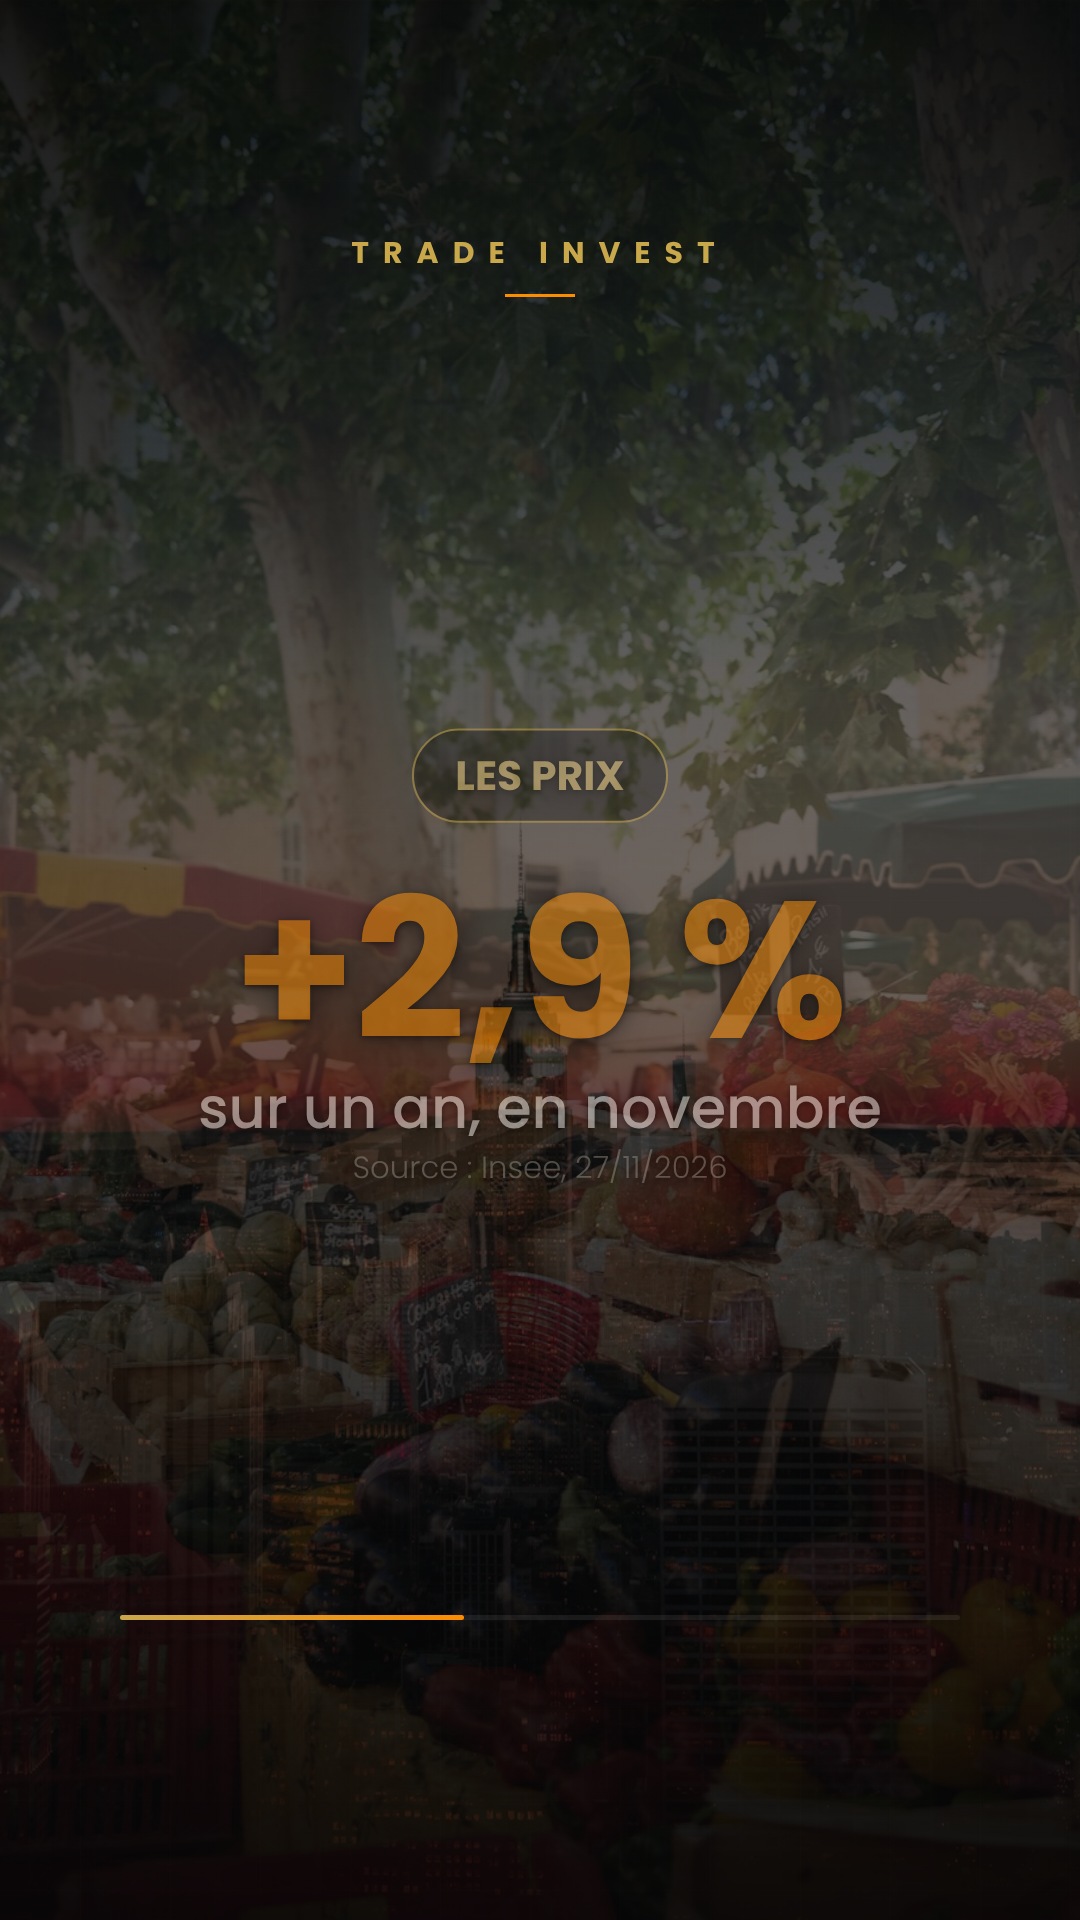 TRADE INVEST
LES PRIX
+2,9 %
sur un an, en novembre
Source : Insee, 27/11/2026